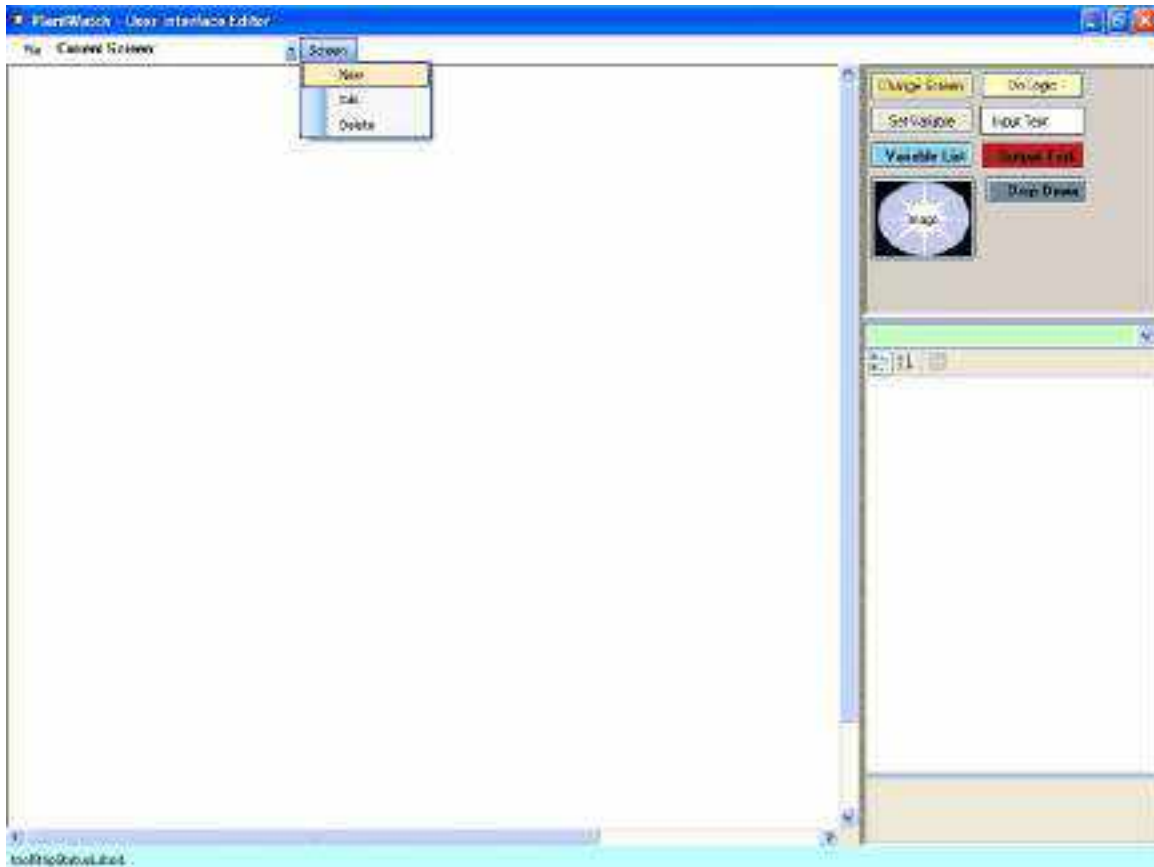 PlantWatch - User Interface Editor
File Current Screen: Screen
New
Edit
Delete
Change Screen Do Logic
Set Variable Input Text
Variable List Output Text
Drop Down
Image
toolStripStatusLabel1